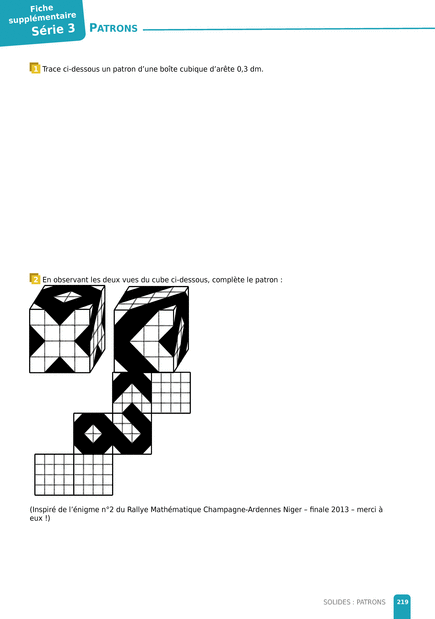 Fiche
supplémentaire
Série 3
PATRONS
1 Trace ci-dessous un patron d’une boîte cubique d’arête 0,3 dm.
2 En observant les deux vues du cube ci-dessous, complète le patron :
(Inspiré de l’énigme n°2 du Rallye Mathématique Champagne-Ardennes Niger – finale 2013 – merci à
eux !)
SOLIDES : PATRONS 219